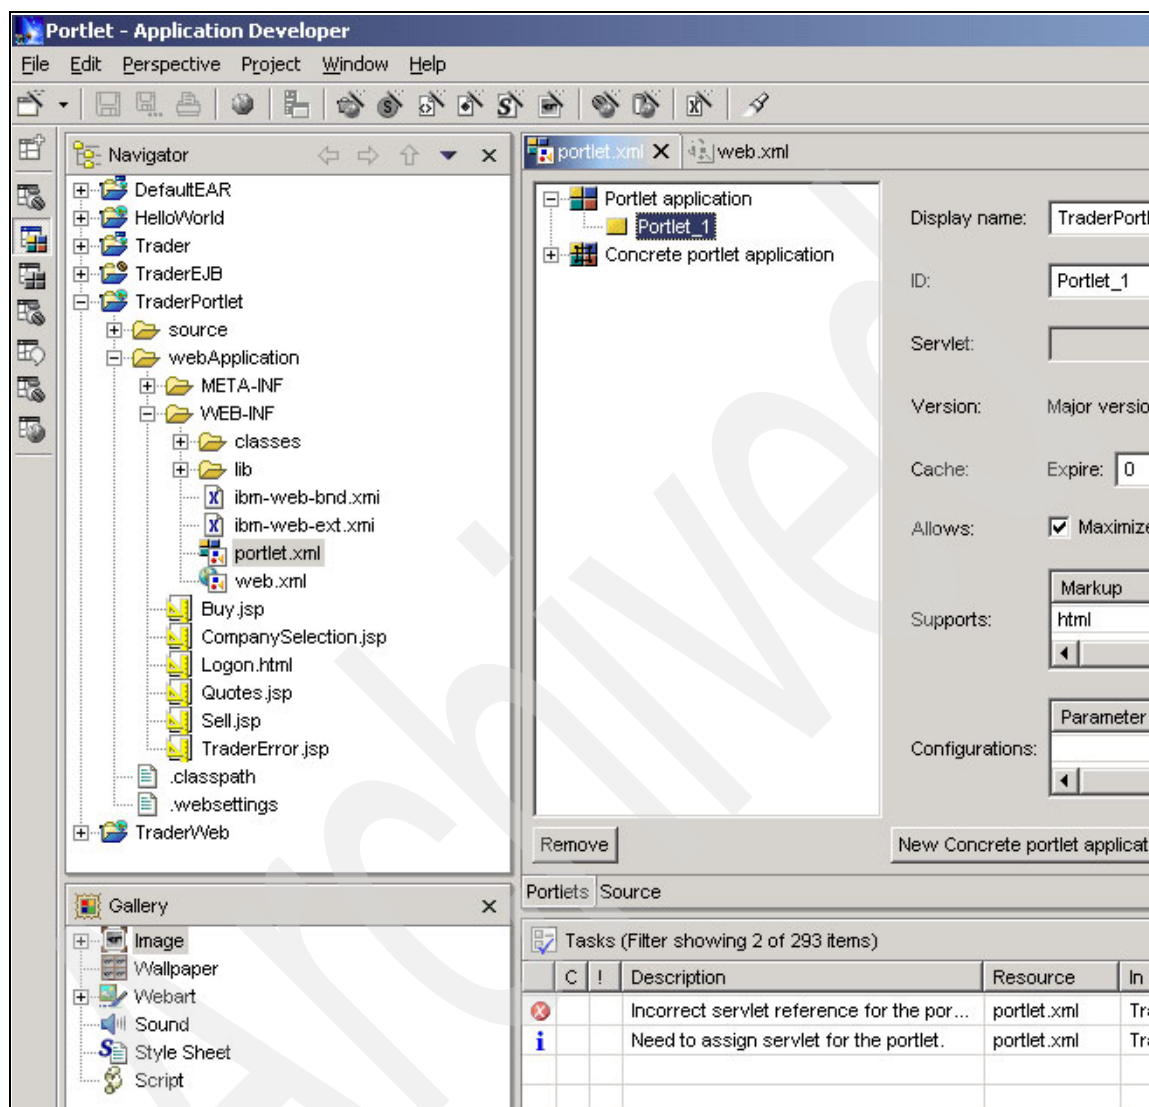 Portlet - Application Developer
File Edit Perspective Project Window Help
Navigator
DefaultEAR
HelloWorld
Trader
TraderEJB
TraderPortlet
source
webApplication
META-INF
WEB-INF
classes
lib
ibm-web-bnd.xmi
ibm-web-ext.xmi
portlet.xml
web.xml
Buy.jsp
CompanySelection.jsp
Logon.html
Quotes.jsp
Sell.jsp
TraderError.jsp
.classpath
.websettings
TraderWeb
Gallery
Image
Wallpaper
Webart
Sound
Style Sheet
Script
portlet.xml web.xml
Portlet application
Portlet_1
Concrete portlet application
Remove
Display name: TraderPortl
ID: Portlet_1
Servlet:
Version: Major versio
Cache: Expire: 0
Allows: Maximize
Supports:
Markup
html
Configurations:
Parameter
New Concrete portlet applicat
Portlets Source
Tasks (Filter showing 2 of 293 items)
C ! Description Resource In
Incorrect servlet reference for the por... portlet.xml Tra
i Need to assign servlet for the portlet. portlet.xml Tra
Archived